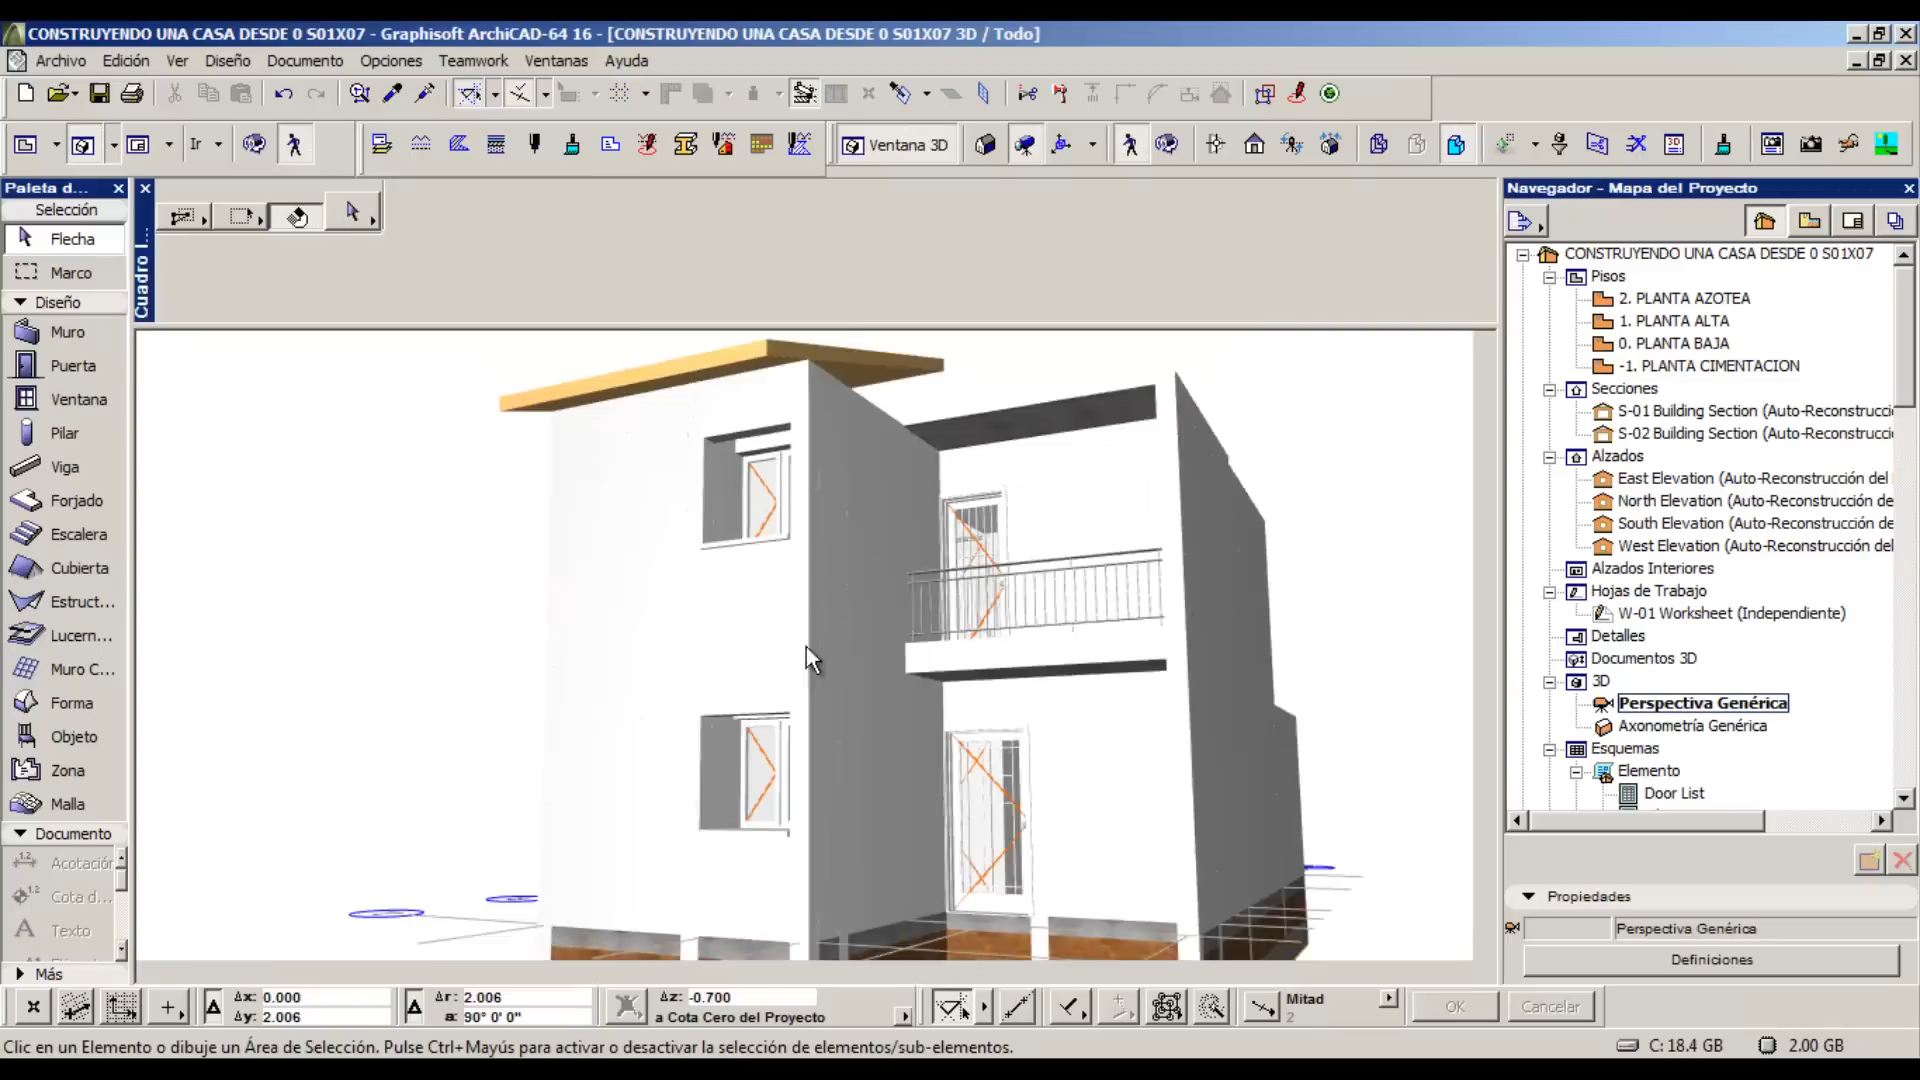 CONSTRUYENDO UNA CASA DESDE 0 S01X07 - Graphisoft ArchiCAD-64 16 - [CONSTRUYENDO UNA CASA DESDE 0 S01X07 3D / Todo]
Archivo Edición Ver Diseño Documento Opciones Teamwork Ventanas Ayuda
Ir
Ventana 3D
Paleta d...
Selección
Flecha
Marco
Diseño
Muro
Puerta
Ventana
Pilar
Viga
Forjado
Escalera
Cubierta
Estruct...
Lucern...
Muro C...
Forma
Objeto
Zona
Malla
Documento
Acotación
Cota d...
Texto
Más
Cuadro I...
Navegador - Mapa del Proyecto
CONSTRUYENDO UNA CASA DESDE 0 S01X07
Pisos
2. PLANTA AZOTEA
1. PLANTA ALTA
0. PLANTA BAJA
-1. PLANTA CIMENTACION
Secciones
S-01 Building Section (Auto-Reconstrucci
S-02 Building Section (Auto-Reconstrucci
Alzados
East Elevation (Auto-Reconstrucción del
North Elevation (Auto-Reconstrucción de
South Elevation (Auto-Reconstrucción de
West Elevation (Auto-Reconstrucción del
Alzados Interiores
Hojas de Trabajo
W-01 Worksheet (Independiente)
Detalles
Documentos 3D
3D
Perspectiva Genérica
Axonometría Genérica
Esquemas
Elemento
Door List
Propiedades
Perspectiva Genérica
Definiciones
Δx: 0.000
Δy: 2.006
Δr: 2.006
a: 90° 0' 0"
Δz: -0.700
a Cota Cero del Proyecto
Mitad
2
OK
Cancelar
Clic en un Elemento o dibuje un Área de Selección. Pulse Ctrl+Mayús para activar o desactivar la selección de elementos/sub-elementos.
C: 18.4 GB
2.00 GB